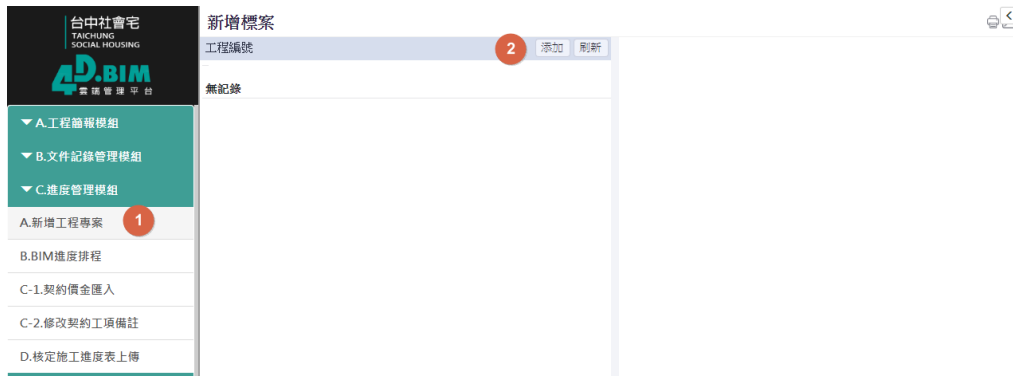 台中社會宅
TAICHUNG
SOCIAL HOUSING
4D.BIM
雲端管理平台
▼A.工程簡報模組
▼B.文件記錄管理模組
▼C.進度管理模組
A.新增工程專案 1
B.BIM進度排程
C-1.契約價金匯入
C-2.修改契約工項備註
D.核定施工進度表上傳
新增標案
工程編號 2 添加 刷新
無記錄